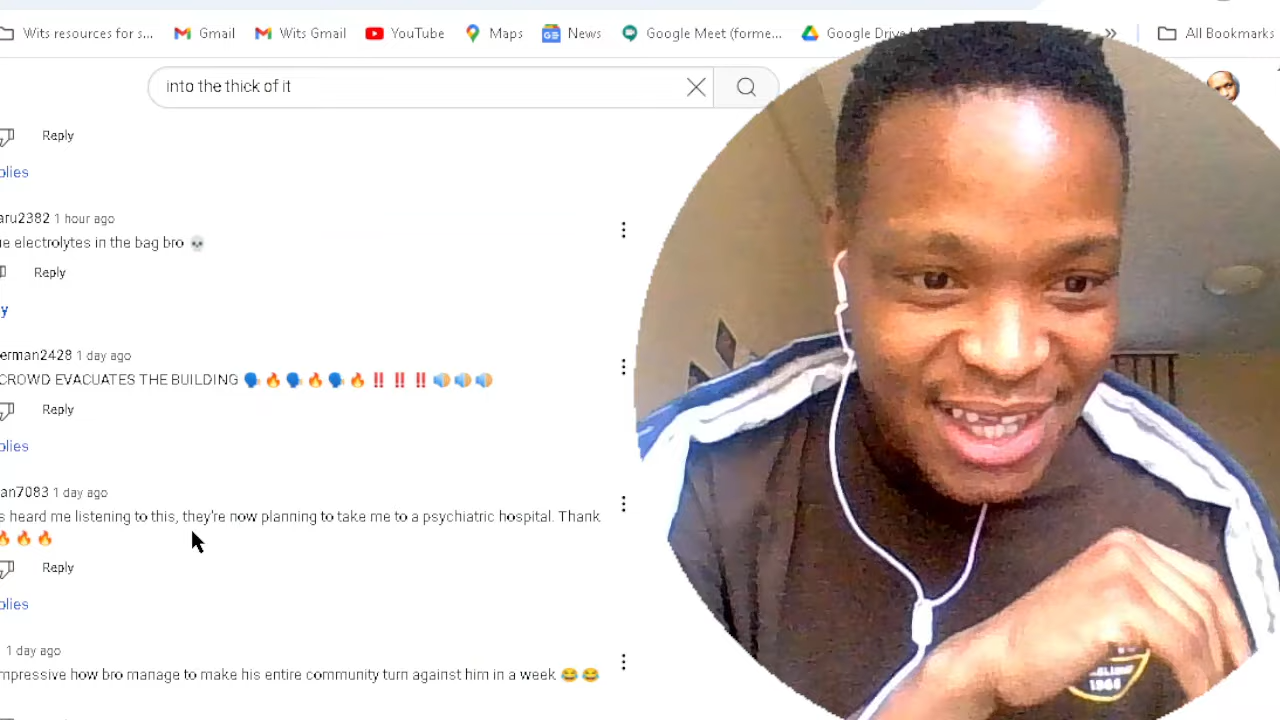 Wits resources for s... Gmail Wits Gmail YouTube Maps News Google Meet (forme... Google Drive » All Bookmarks
into the thick of it
Reply
plies
aru2382 1 hour ago
electrolytes in the bag bro 💀
Reply
y
erman2428 1 day ago
CROWD EVACUATES THE BUILDING 🗣🔥🗣🔥🗣🔥‼‼‼🔊🔊🔊
Reply
plies
an7083 1 day ago
s heard me listening to this, they're now planning to take me to a psychiatric hospital. Thank
🔥🔥🔥
Reply
plies
1 day ago
mpressive how bro manage to make his entire community turn against him in a week 😂😂
1964